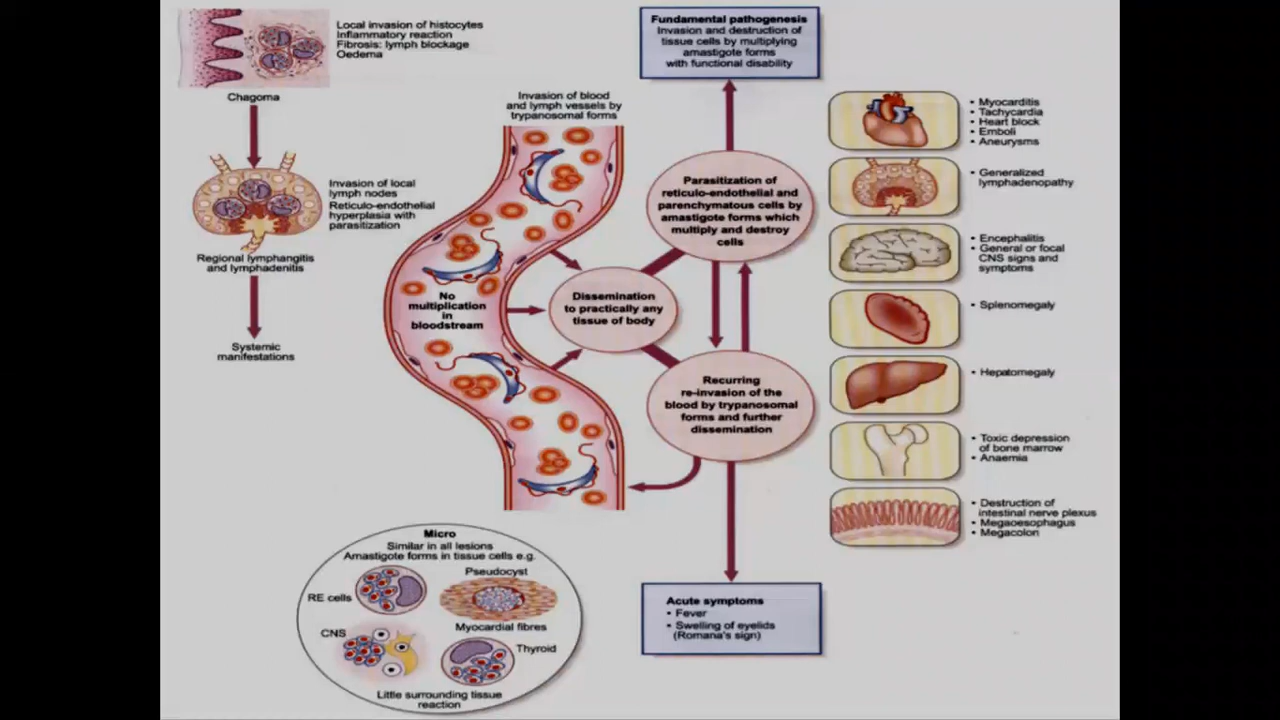 Local invasion of histocytes
Inflammatory reaction
Fibrosis: lymph blockage
Oedema
Chagoma
Invasion of local
lymph nodes
Reticulo-endothelial
hyperplasia with
parasitization
Regional lymphangitis
and lymphadenitis
Systemic
manifestations
Invasion of blood
and lymph vessels by
trypanosomal forms
No
multiplication
in
bloodstream
Dissemination
to practically any
tissue of body
Fundamental pathogenesis
Invasion and destruction of
tissue cells by multiplying
amastigote forms
with functional disability
Parasitization of
reticulo-endothelial and
parenchymatous cells by
amastigote forms which
multiply and destroy
cells
Recurring
re-invasion of the
blood by trypanosomal
forms and further
dissemination
Acute symptoms
• Fever
• Swelling of eyelids
(Romana's sign)
• Myocarditis
• Tachycardia
• Heart block
• Emboli
• Aneurysms
• Generalized
lymphadenopathy
• Encephalitis
• General or focal
CNS signs and
symptoms
• Splenomegaly
• Hepatomegaly
• Toxic depression
of bone marrow
• Anaemia
• Destruction of
intestinal nerve plexus
• Megaoesophagus
• Megacolon
Micro
Similar in all lesions
Amastigote forms in tissue cells e.g.
RE cells
Pseudocyst
Myocardial fibres
CNS
Thyroid
Little surrounding tissue
reaction